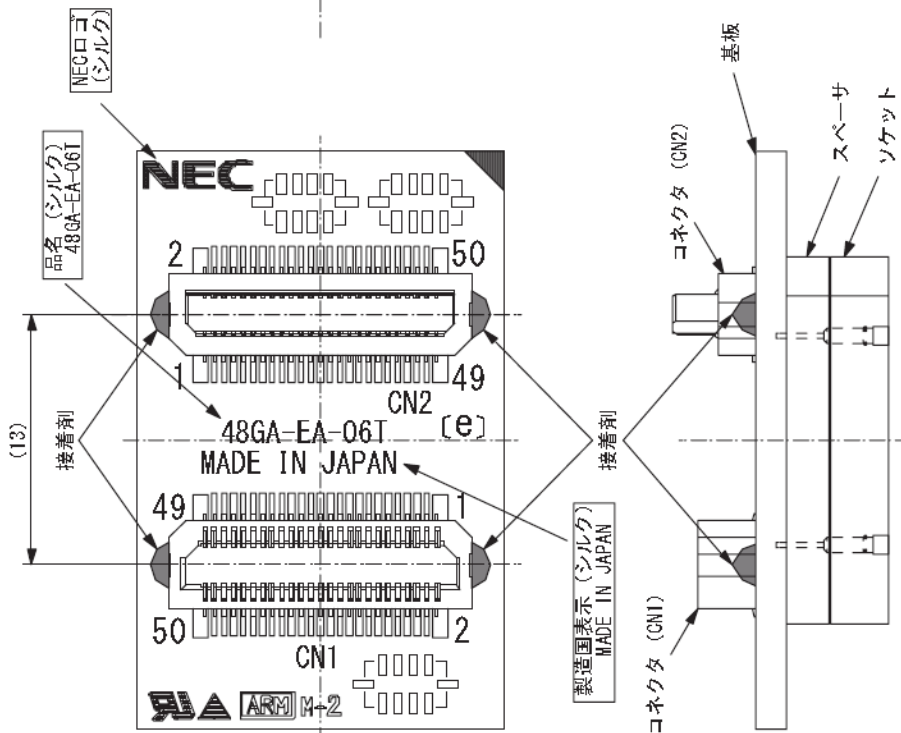 NECロゴ
(シルク)
品名 (シルク)
48GA-EA-06T
NEC
2
50
1
49
CN2
48GA-EA-06T
[e]
MADE IN JAPAN
(13)
接着剤
接着剤
49
1
50
2
CN1
製造国表示 (シルク)
MADE IN JAPAN
ARM
M-2
基板
コネクタ (CN2)
スペーサ
ソケット
コネクタ (CN1)